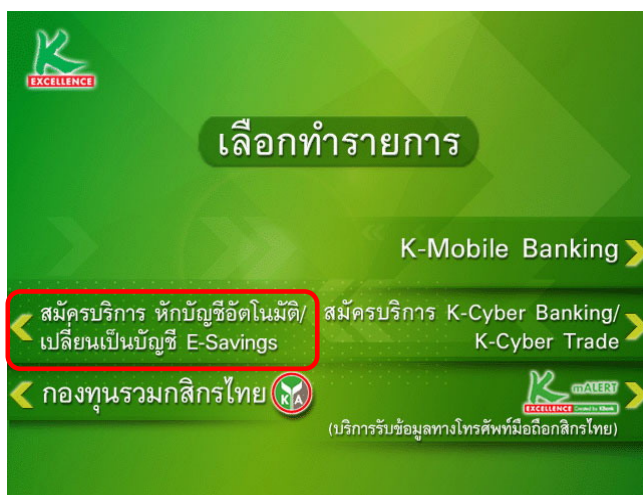 K
EXCELLENCE
เลือกทำรายการ
K-Mobile Banking
สมัครบริการ หักบัญชีอัตโนมัติ/
เปลี่ยนเป็นบัญชี E-Savings
สมัครบริการ K-Cyber Banking/
K-Cyber Trade
กองทุนรวมกสิกรไทย K A
K mALERT
EXCELLENCE Created by KBank
(บริการรับข้อมูลทางโทรศัพท์มือถือกสิกรไทย)